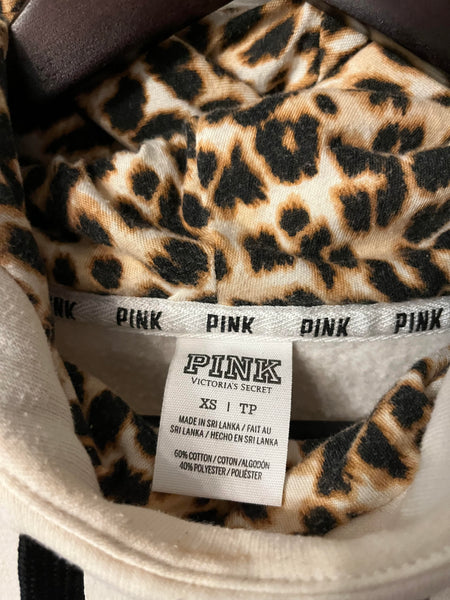 PINK PINK PINK PINK PINK
PINK
VICTORIA'S SECRET
XS | TP
MADE IN SRI LANKA / FAIT AU
SRI LANKA / HECHO EN SRI LANKA
60% COTTON / COTON / ALGODÓN
40% POLYESTER / POLIÉSTER